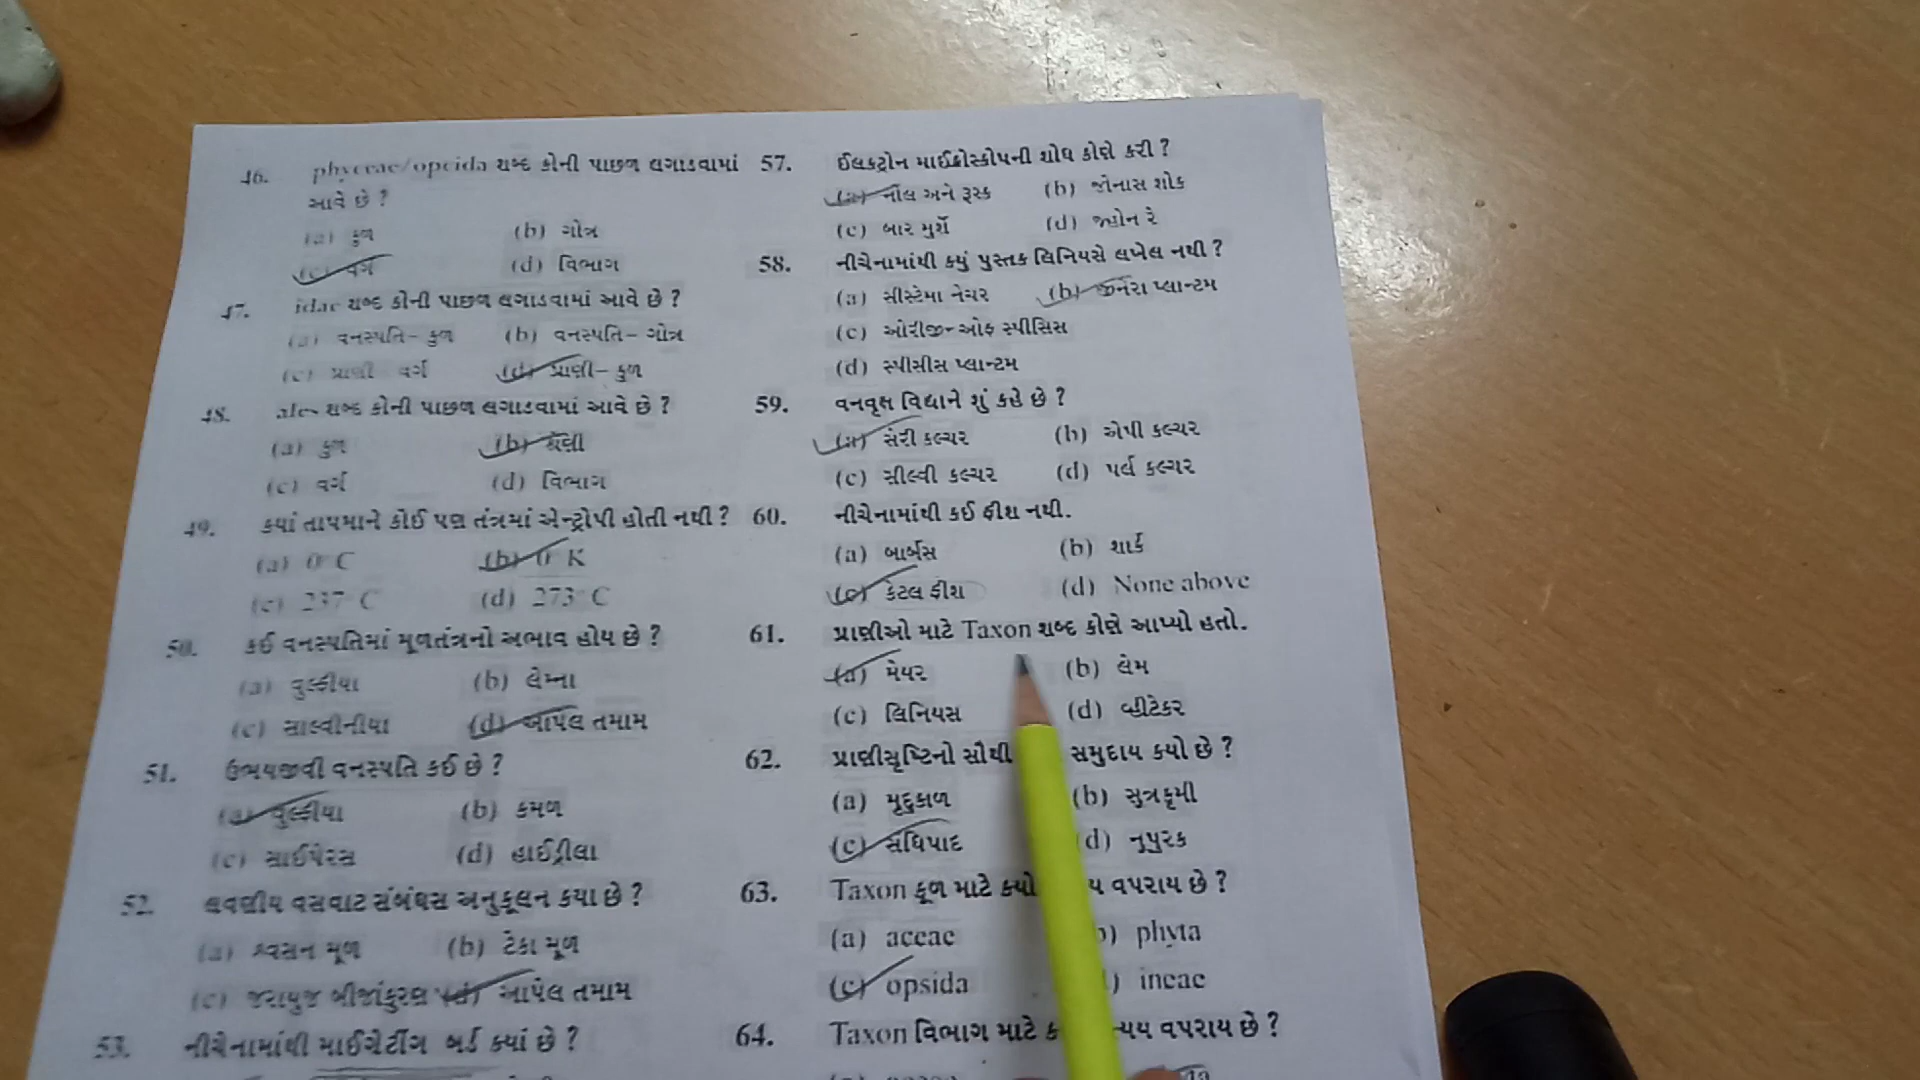 46. phyceae/opcida શબ્દ કોની પાછળ લગાડવામાં
આવે છે ?
(a) કુળ (b) ગોત્ર
(c) વર્ગ (d) વિભાગ
47. idae શબ્દ કોની પાછળ લગાડવામાં આવે છે ?
(a) વનસ્પતિ– કુળ (b) વનસ્પતિ– ગોત્ર
(c) પ્રાણી વર્ગ (d) પ્રાણી– કુળ
48. ales શબ્દ કોની પાછળ લગાડવામાં આવે છે ?
(a) કુળ (b) શ્રેણી
(c) વર્ગ (d) વિભાગ
49. ક્યાં તાપમાને કોઈ પણ તંત્રમાં એન્ટ્રોપી હોતી નથી ?
(a) 0° C (b) 0° K
(c) 237° C (d) 273° C
50. કઈ વનસ્પતિમાં મૂળતંત્રનો અભાવ હોય છે ?
(a) વુલ્ફીયા (b) લેમ્ના
(c) સાલ્વીનીયા (d) આપેલ તમામ
51. ઉભયજીવી વનસ્પતિ કઈ છે ?
(a) વુલ્ફીયા (b) કમળ
(c) સાઈપેરસ (d) હાઈડ્રીલા
52. લવણીય વસવાટ સંબંધસ અનુકૂલન કયા છે ?
(a) શ્વસન મૂળ (b) ટેકા મૂળ
(c) જરાયુજ બીજાંકુરણ (d) આપેલ તમામ
53. નીચેનામાંથી માઈગ્રેટીંગ બર્ડ ક્યાં છે ?
57. ઈલકટ્રોન માઈક્રોસ્કોપની શોધ કોણે કરી ?
(a) નોલ અને રૂસ્ક (b) જોનાસ શોક
(c) બાર મુર્શે (d) જ્હોન રે
58. નીચેનામાંથી ક્યું પુસ્તક લિનિયસે લખેલ નથી ?
(a) સીસ્ટેમા નેચર (b) જીનેરા પ્લાન્ટમ
(c) ઓરીજીન ઓફ સ્પીસિસ
(d) સ્પીસીસ પ્લાન્ટમ
59. વનવૃક્ષ વિદ્યાને શું કહે છે ?
(a) સેરી કલ્ચર (b) એપી કલ્ચર
(c) સીલ્વી કલ્ચર (d) પર્લ કલ્ચર
60. નીચેનામાંથી કઈ ફીશ નથી.
(a) બાર્બસ (b) શાર્ક
(c) કેટલ ફીશ (d) None above
61. પ્રાણીઓ માટે Taxon શબ્દ કોણે આપ્યો હતો.
(a) મેયર (b) લેમ
(c) લિનિયસ (d) વ્હીટેકર
62. પ્રાણીસૃષ્ટિનો સૌથી સમુદાય કયો છે ?
(a) મૃદુકાળ (b) સુત્રકૃમી
(c) સંધિપાદ (d) નૂપુરક
63. Taxon કૂળ માટે ક્યો વપરાય છે ?
(a) aceae (b) phyta
(c) opsida ineae
64. Taxon વિભાગ માટે વપરાય છે ?